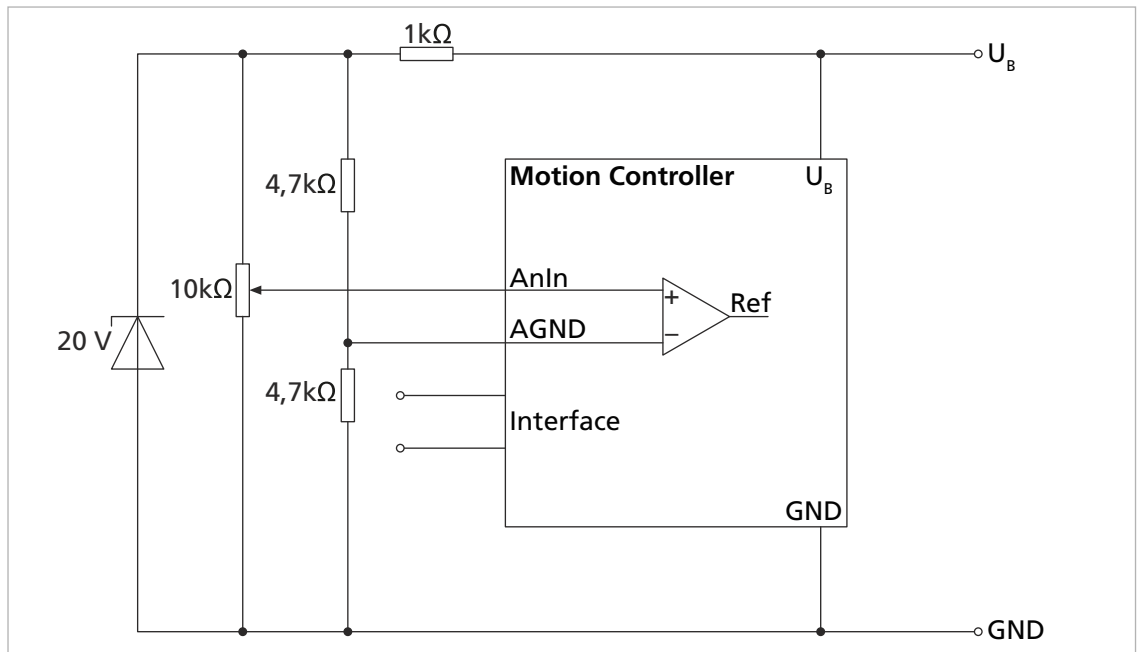 1kΩ
U_B
4,7kΩ
Motion Controller
U_B
AnIn
10kΩ
+
Ref
AGND
−
20 V
4,7kΩ
Interface
GND
GND